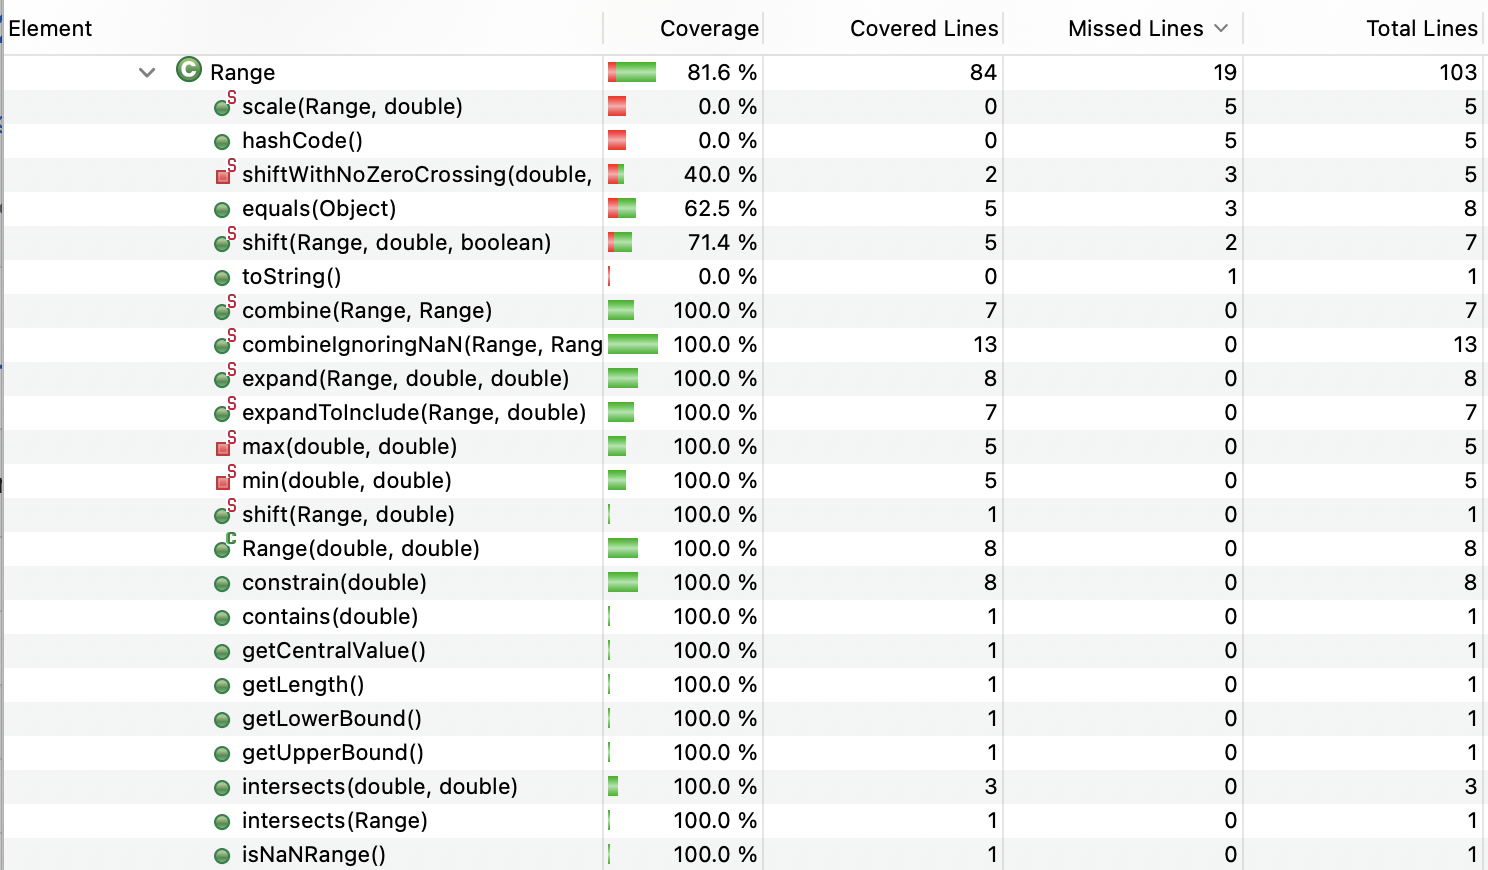 Element Coverage Covered Lines Missed Lines Total Lines
C Range 81.6 % 84 19 103
S scale(Range, double) 0.0 % 0 5 5
hashCode() 0.0 % 0 5 5
S shiftWithNoZeroCrossing(double, 40.0 % 2 3 5
equals(Object) 62.5 % 5 3 8
S shift(Range, double, boolean) 71.4 % 5 2 7
toString() 0.0 % 0 1 1
S combine(Range, Range) 100.0 % 7 0 7
S combineIgnoringNaN(Range, Rang 100.0 % 13 0 13
S expand(Range, double, double) 100.0 % 8 0 8
S expandToInclude(Range, double) 100.0 % 7 0 7
S max(double, double) 100.0 % 5 0 5
S min(double, double) 100.0 % 5 0 5
S shift(Range, double) 100.0 % 1 0 1
C Range(double, double) 100.0 % 8 0 8
constrain(double) 100.0 % 8 0 8
contains(double) 100.0 % 1 0 1
getCentralValue() 100.0 % 1 0 1
getLength() 100.0 % 1 0 1
getLowerBound() 100.0 % 1 0 1
getUpperBound() 100.0 % 1 0 1
intersects(double, double) 100.0 % 3 0 3
intersects(Range) 100.0 % 1 0 1
isNaNRange() 100.0 % 1 0 1